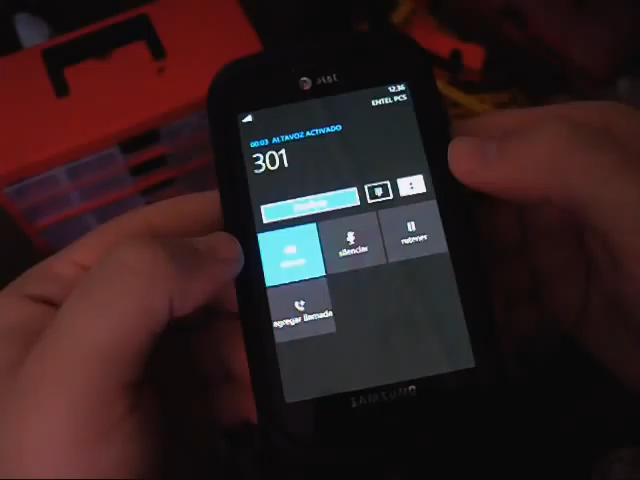 at&t
12:36
ENTEL PCS
00:03 ALTAVOZ ACTIVADO
301
silenciar
retener
agregar llamada
SAMSUNG